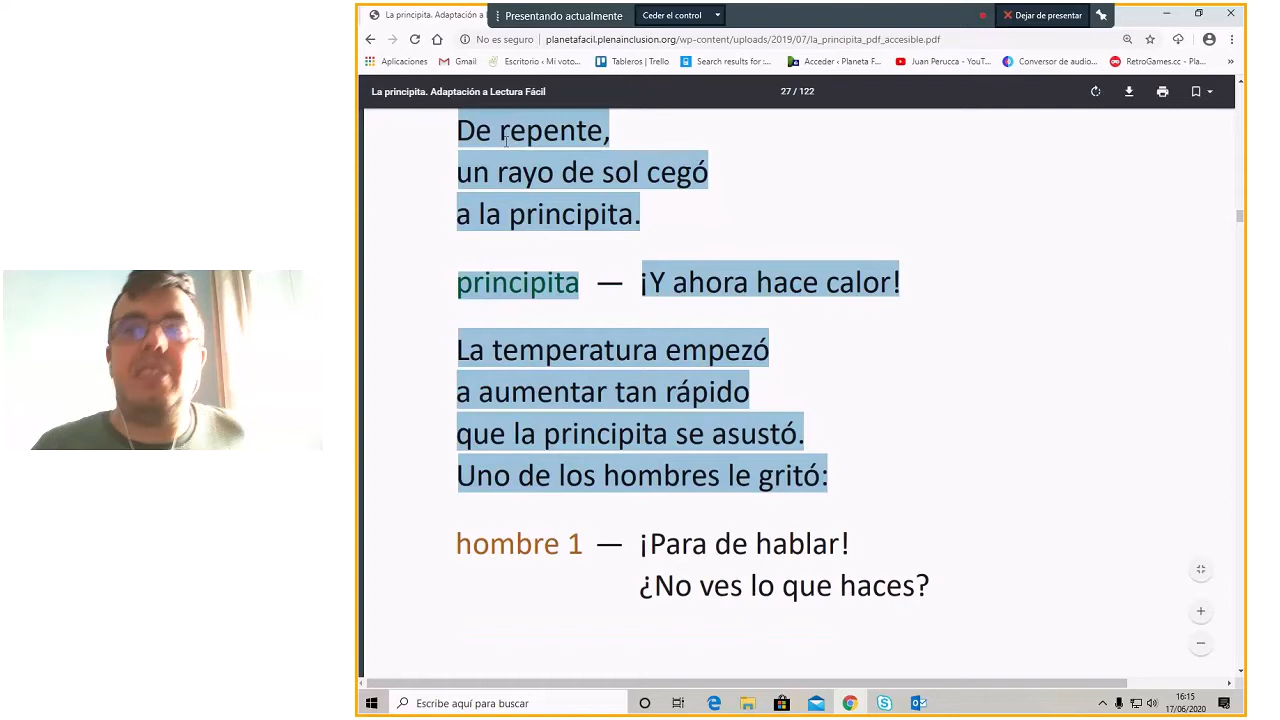 La principita. Adaptación a L
Presentando actualmente
Ceder el control
Dejar de presentar
No es seguro
planetafacil.plenainclusion.org/wp-content/uploads/2019/07/la_principita_pdf_accesible.pdf
Aplicaciones
Gmail
Escritorio ‹ Mi voto...
Tableros | Trello
Search results for :...
Acceder ‹ Planeta F...
Juan Perucca - YouT...
Conversor de audio...
RetroGames.cc - Pl...
»
La principita. Adaptación a Lectura Fácil
27 / 122
De repente,
un rayo de sol cegó
a la principita.
principita — ¡Y ahora hace calor!
La temperatura empezó
a aumentar tan rápido
que la principita se asustó.
Uno de los hombres le gritó:
hombre 1 — ¡Para de hablar!
¿No ves lo que haces?
Escribe aquí para buscar
16:15
17/06/2020